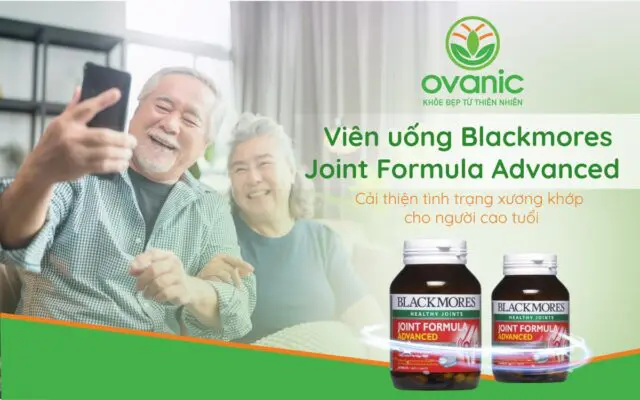 ovanic
KHỎE ĐẸP TỪ THIÊN NHIÊN
Viên uống Blackmores
Joint Formula Advanced
Cải thiện tình trạng xương khớp
cho người cao tuổi
BLACKMORES
HEALTHY JOINTS
JOINT FORMULA
ADVANCED
BLACKMORES
HEALTHY JOINTS
JOINT FORMULA
ADVANCED